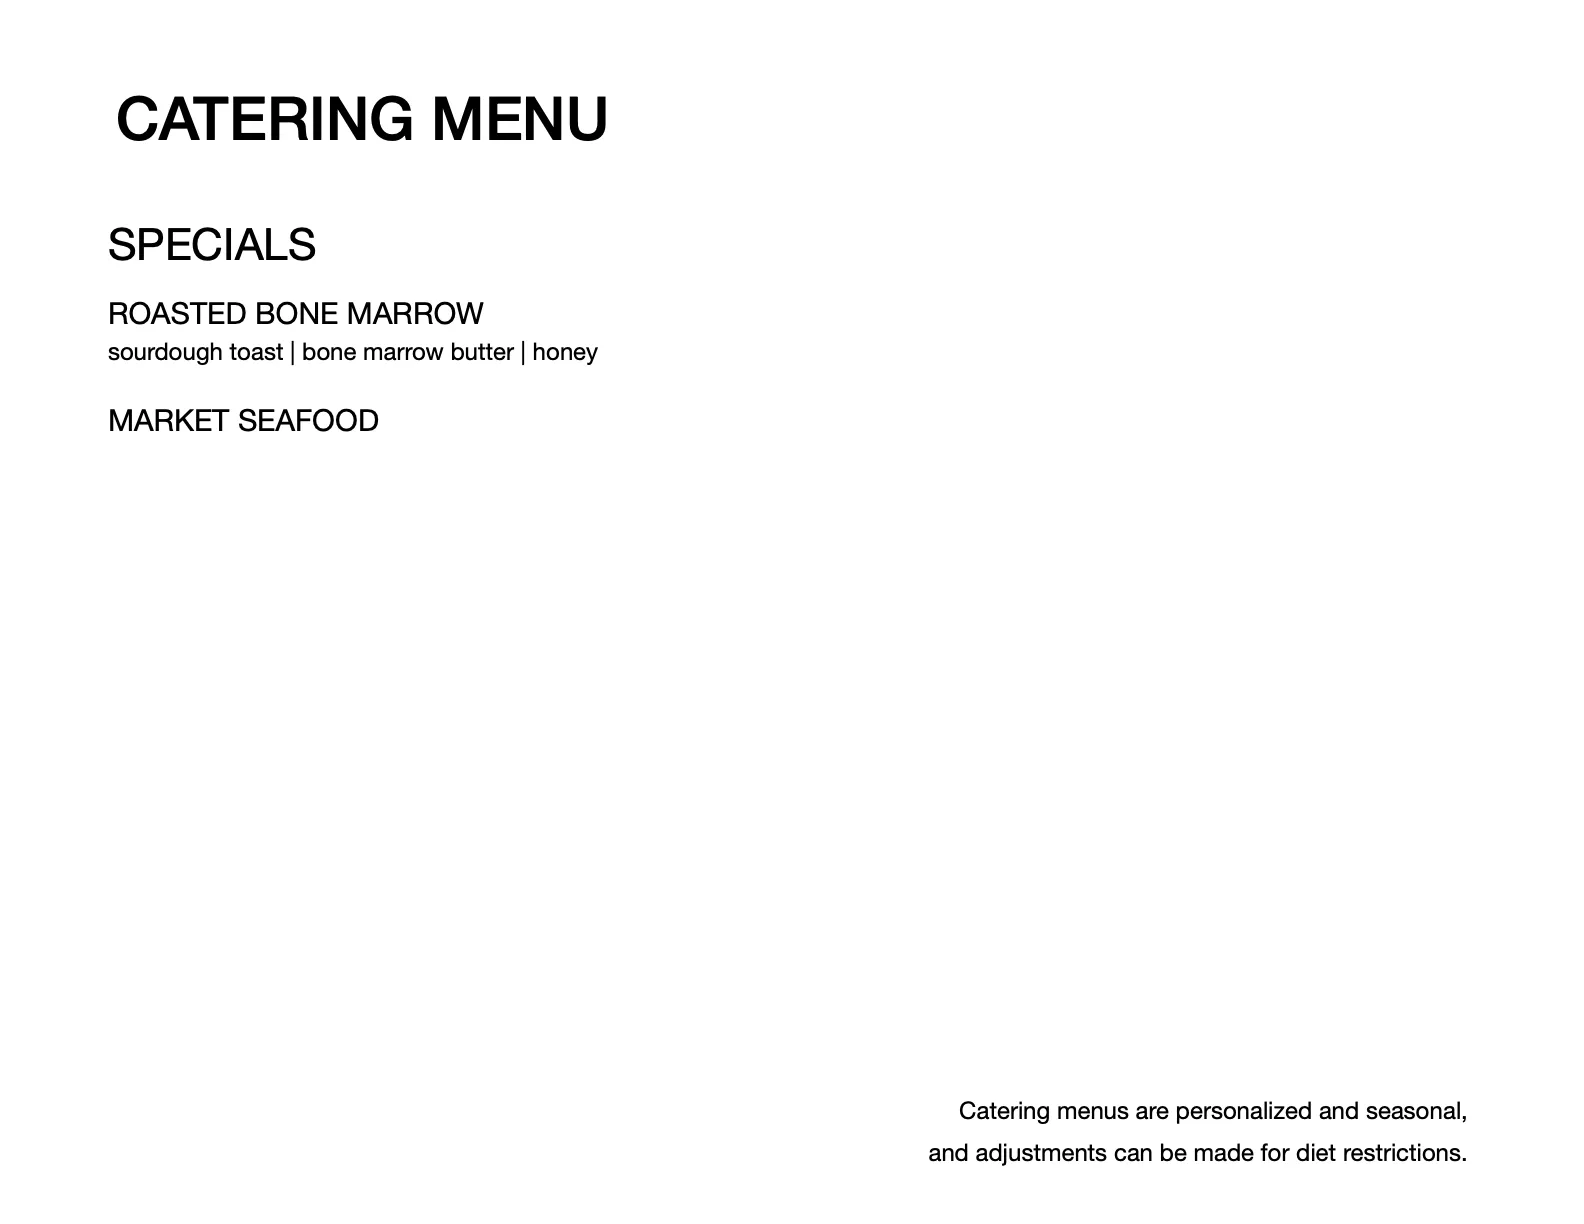 CATERING MENU
SPECIALS
ROASTED BONE MARROW
sourdough toast | bone marrow butter | honey
MARKET SEAFOOD
Catering menus are personalized and seasonal,
and adjustments can be made for diet restrictions.